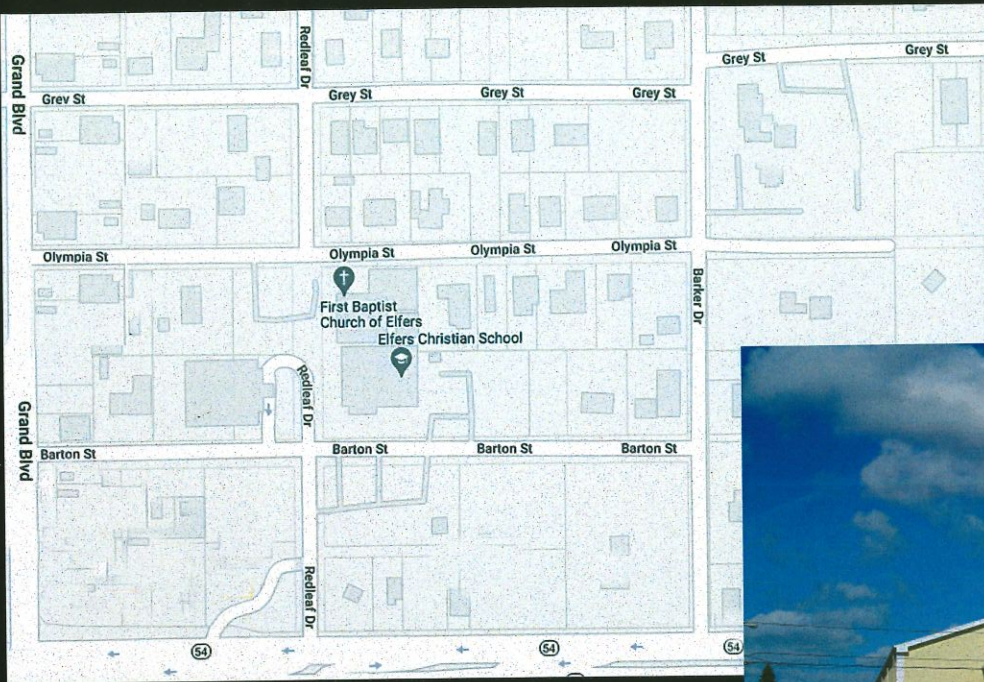 Redleaf Dr
Grand Blvd
Grey St
Grey St
Grev St
Grey St
Grey St
Grey St
Olympia St
Olympia St
Olympia St
Olympia St
Barker Dr
First Baptist
Church of Elfers
Elfers Christian School
Redleaf Dr
Grand Blvd
Barton St
Barton St
Barton St
Barton St
Redleaf Dr
54
54
54